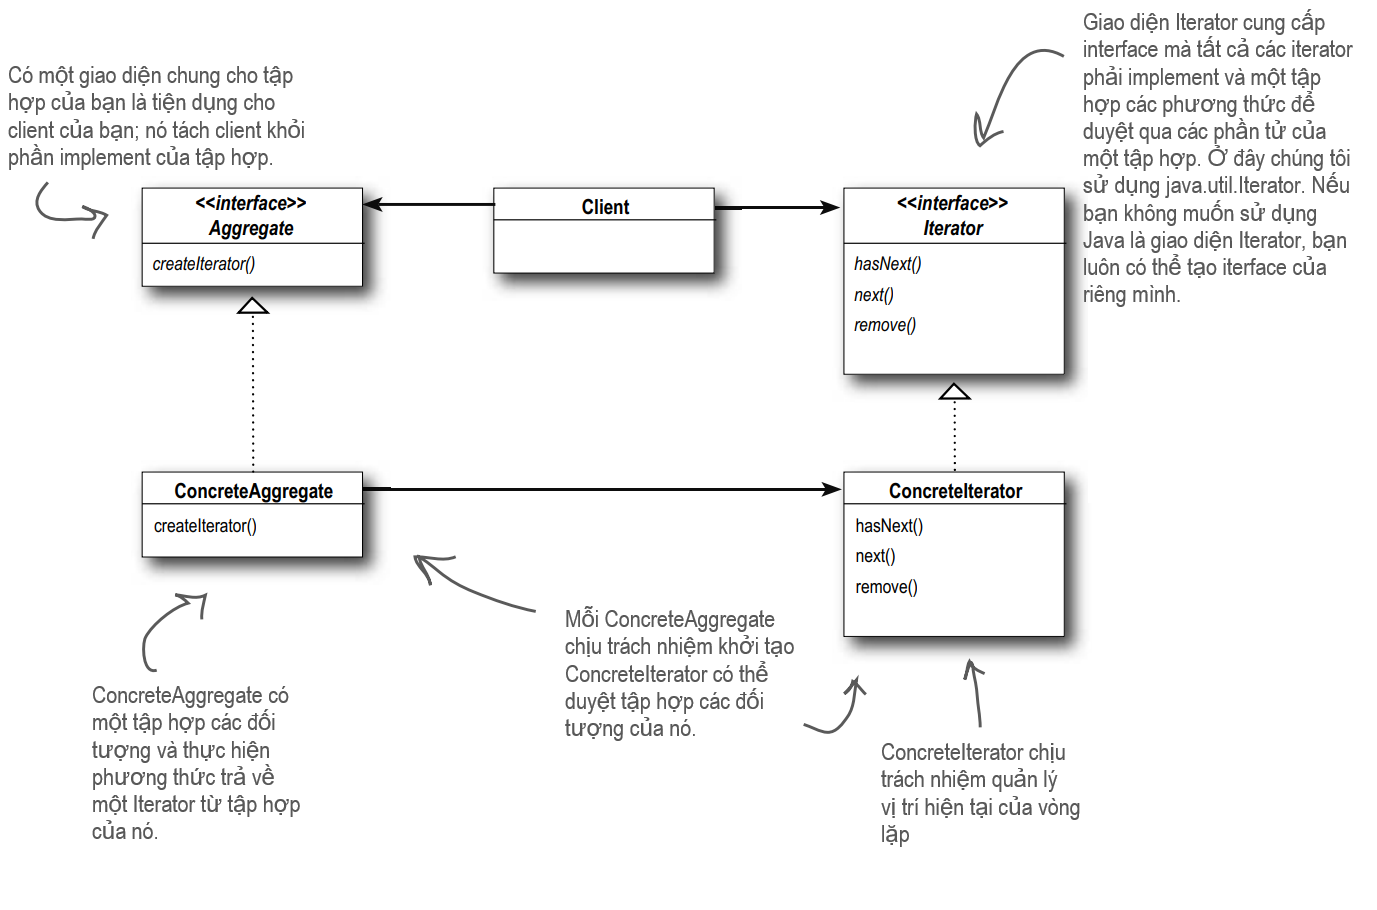 Có một giao diện chung cho tập
hợp của bạn là tiện dụng cho
client của bạn; nó tách client khỏi
phần implement của tập hợp.
Giao diện Iterator cung cấp
interface mà tất cả các iterator
phải implement và một tập
hợp các phương thức để
duyệt qua các phần tử của
một tập hợp. Ở đây chúng tôi
sử dụng java.util.Iterator. Nếu
bạn không muốn sử dụng
Java là giao diện Iterator, bạn
luôn có thể tạo iterface của
riêng mình.
<<interface>>
Aggregate
createIterator()
Client
<<interface>>
Iterator
hasNext()
next()
remove()
ConcreteAggregate
createIterator()
ConcreteIterator
hasNext()
next()
remove()
ConcreteAggregate có
một tập hợp các đối
tượng và thực hiện
phương thức trả về
một Iterator từ tập hợp
của nó.
Mỗi ConcreteAggregate
chịu trách nhiệm khởi tạo
ConcreteIterator có thể
duyệt tập hợp các đối
tượng của nó.
ConcreteIterator chịu
trách nhiệm quản lý
vị trí hiện tại của vòng
lặp